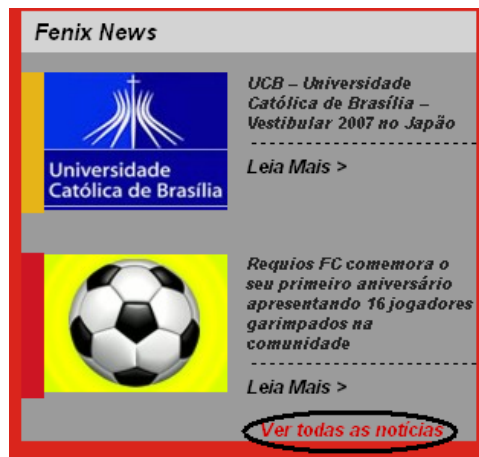 Fenix News
UCB – Universidade
Católica de Brasília –
Vestibular 2007 no Japão
Leia Mais >
Universidade
Católica de Brasília
Requios FC comemora o
seu primeiro aniversário
apresentando 16 jogadores
garimpados na
comunidade
Leia Mais >
Ver todas as notícias